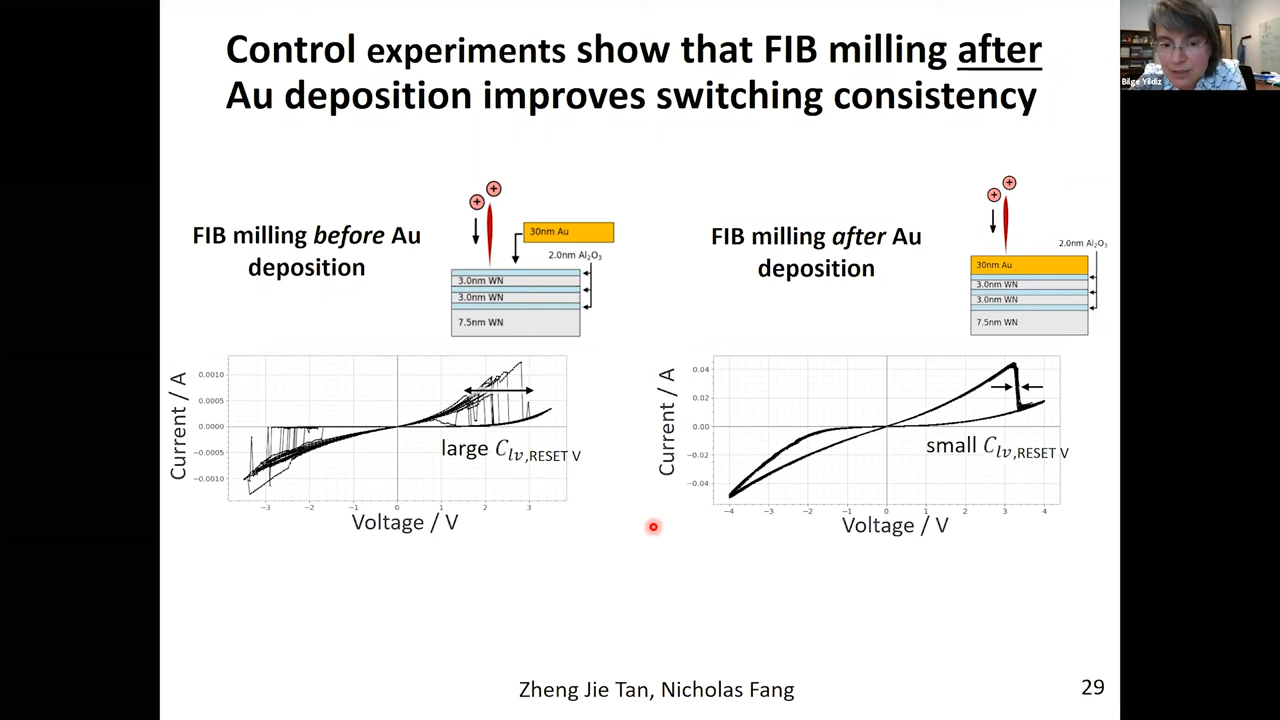 Control experiments show that FIB milling after
Au deposition improves switching consistency
Bilge Yildiz
FIB milling before Au
deposition
+
+
30nm Au
2.0nm Al₂O₃
3.0nm WN
3.0nm WN
7.5nm WN
FIB milling after Au
deposition
+
+
2.0nm Al₂O₃
30nm Au
3.0nm WN
3.0nm WN
7.5nm WN
Current / A
0.0010
0.0005
0.0000
−0.0005
−0.0010
large Clv,RESET V
−3 −2 −1 0 1 2 3
Voltage / V
Current / A
0.04
0.02
0.00
−0.02
−0.04
small Clv,RESET V
−4 −3 −2 −1 0 1 2 3 4
Voltage / V
Zheng Jie Tan, Nicholas Fang
29